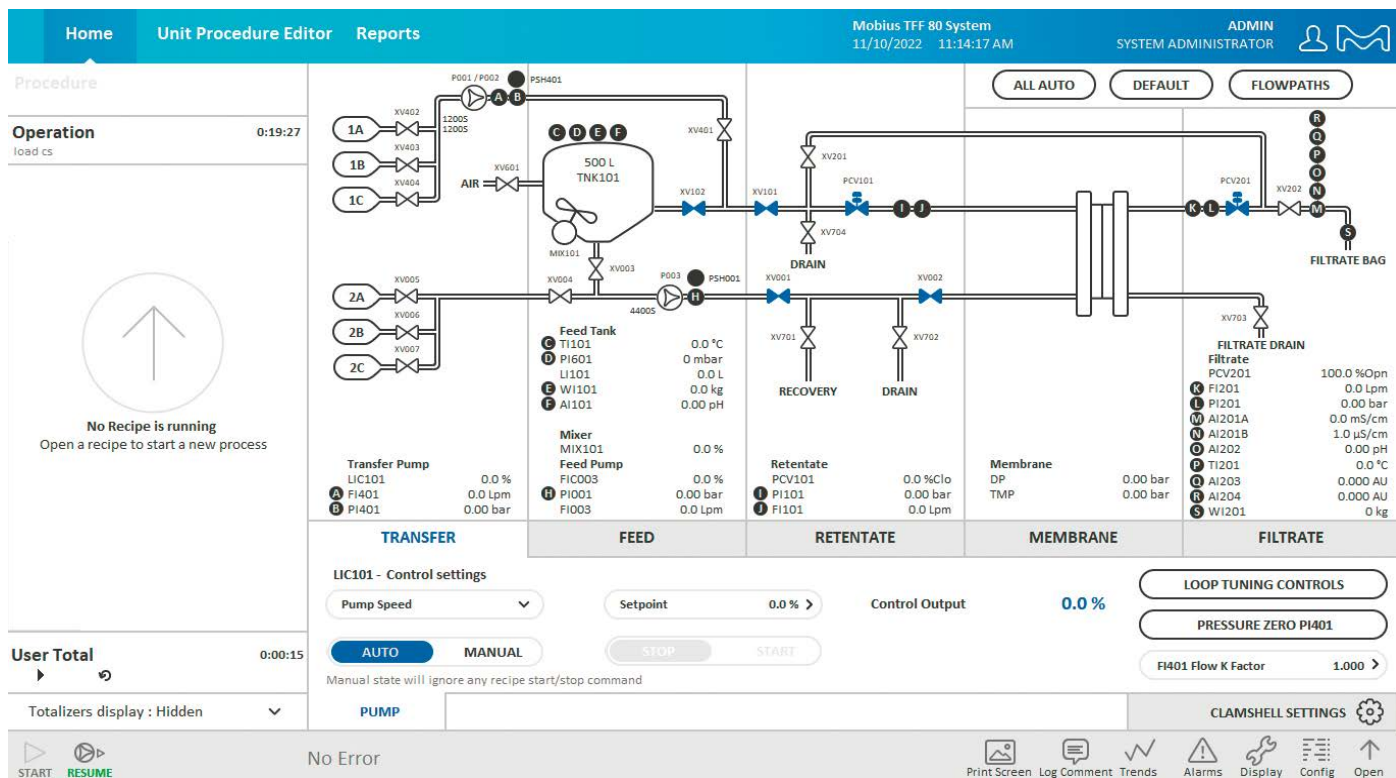 Home Unit Procedure Editor Reports
Mobius TFF 80 System
11/10/2022 11:14:17 AM
ADMIN
SYSTEM ADMINISTRATOR
Procedure
Operation 0:19:27
load cs
No Recipe is running
Open a recipe to start a new process
User Total 0:00:15
Totalizers display : Hidden
ALL AUTO DEFAULT FLOWPATHS
P001 / P002 PSH401
A B
1200S
1200S
XV402
1A
XV403
1B
XV404
1C
XV601
AIR
C D E F
500 L
TNK101
MIX101
XV003
XV401
XV102
XV101
XV201
PCV101
I J
XV704
DRAIN
PCV201
K L
XV202
R
Q
P
O
N
M
S
FILTRATE BAG
XV005
2A
XV006
2B
XV007
2C
XV004
P003 PSH001
H
4400S
XV001
XV002
XV701
RECOVERY
XV702
DRAIN
XV703
FILTRATE DRAIN
Transfer Pump
LIC101 0.0 %
A FI401 0.0 Lpm
B PI401 0.00 bar
Feed Tank
C TI101 0.0 °C
D PI601 0 mbar
LI101 0.0 L
E WI101 0.0 kg
F AI101 0.00 pH
Mixer
MIX101 0.0 %
Feed Pump
FIC003 0.0 %
H PI001 0.00 bar
FI003 0.0 Lpm
Retentate
PCV101 0.0 %Clo
I PI101 0.00 bar
J FI101 0.0 Lpm
Membrane
DP 0.00 bar
TMP 0.00 bar
Filtrate
PCV201 100.0 %Opn
K FI201 0.0 Lpm
L PI201 0.00 bar
M AI201A 0.0 mS/cm
N AI201B 1.0 µS/cm
O AI202 0.00 pH
P TI201 0.0 °C
Q AI203 0.000 AU
R AI204 0.000 AU
S WI201 0 kg
TRANSFER FEED RETENTATE MEMBRANE FILTRATE
LIC101 - Control settings
Pump Speed
Setpoint 0.0 %
Control Output 0.0 %
AUTO MANUAL
STOP START
Manual state will ignore any recipe start/stop command
LOOP TUNING CONTROLS
PRESSURE ZERO PI401
FI401 Flow K Factor 1.000
PUMP
CLAMSHELL SETTINGS
START RESUME
No Error
Print Screen Log Comment Trends Alarms Display Config Open